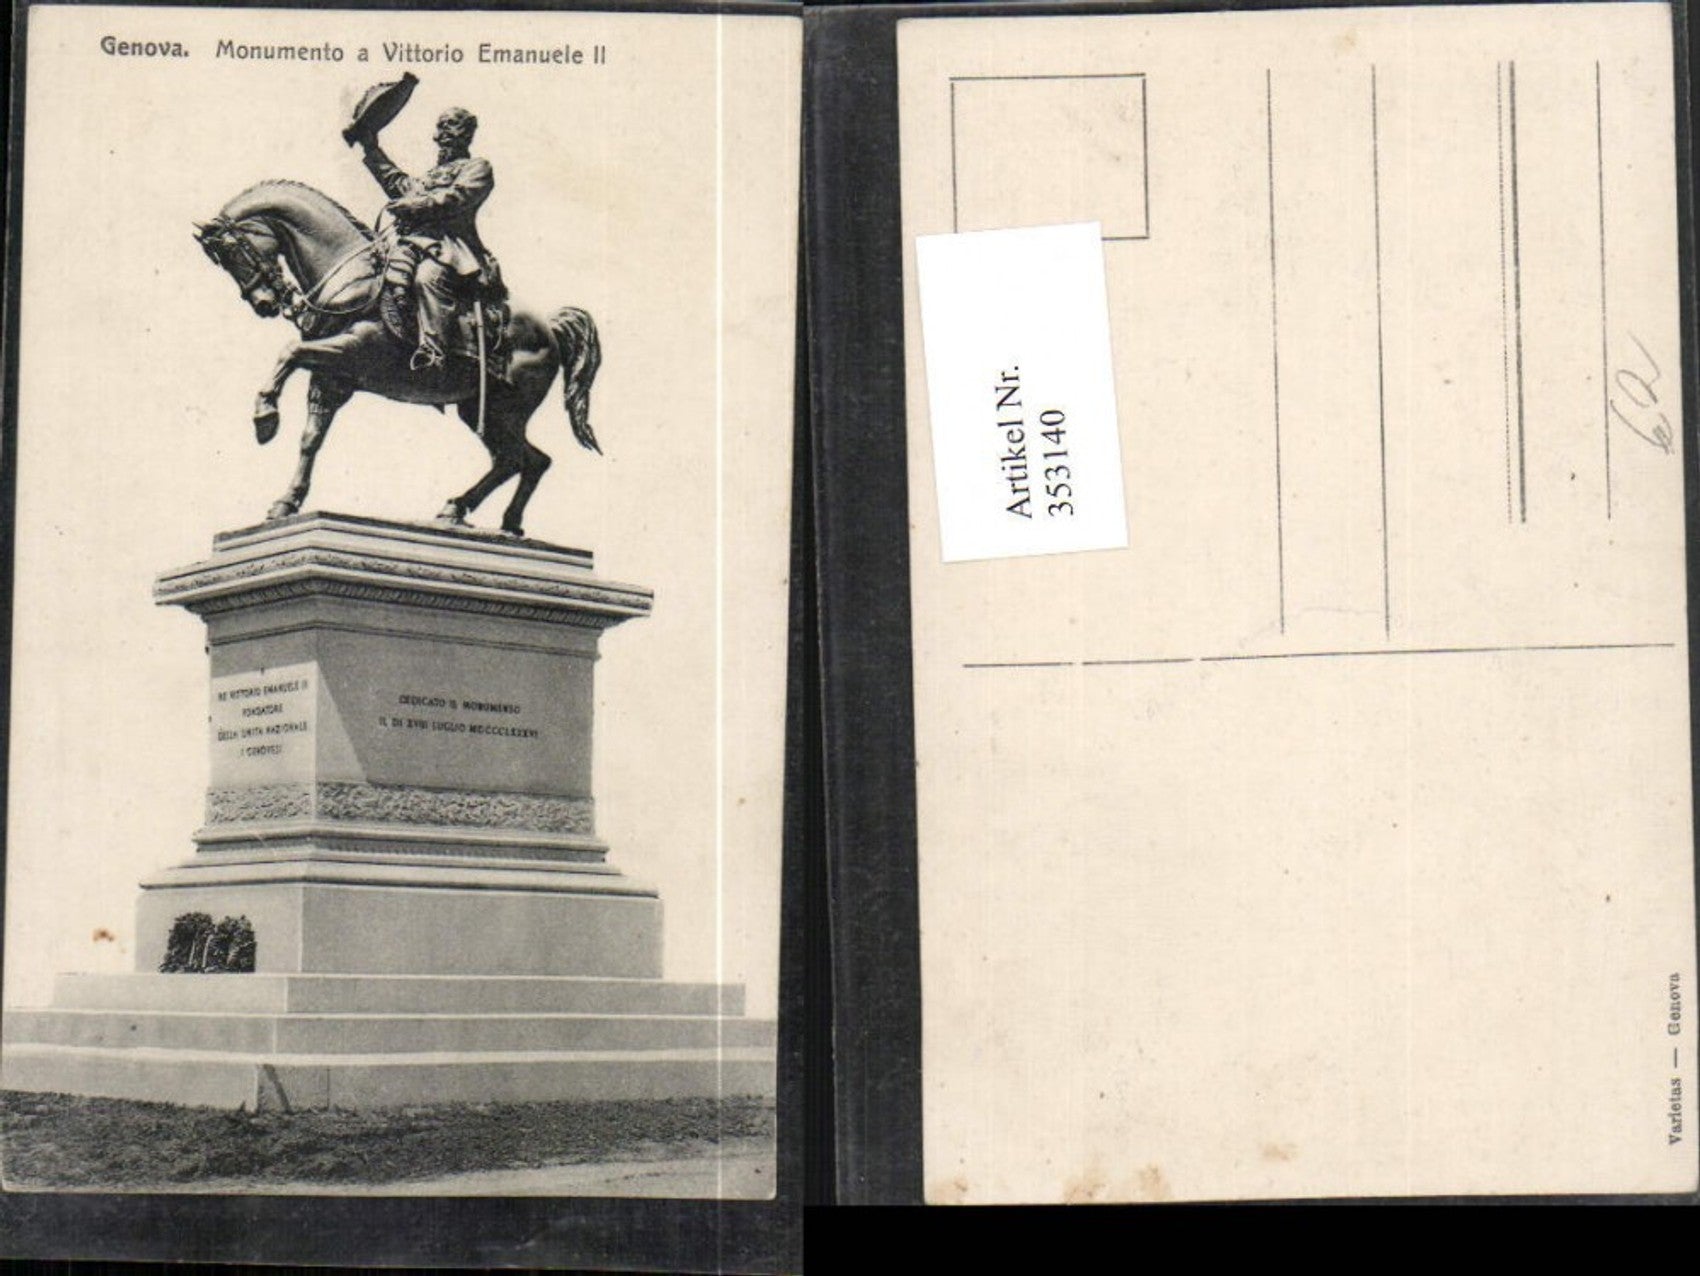 Genova. Monumento a Vittorio Emanuele II
A
RE VITTORIO EMANUELE II
FONDATORE
DELLA UNITA NAZIONALE
I GENOVESI
DEDICATO IL MONUMENTO
IL DI XVIII LUGLIO MDCCCLXXXVI
Artikel Nr.
353140
Varietas — Genova